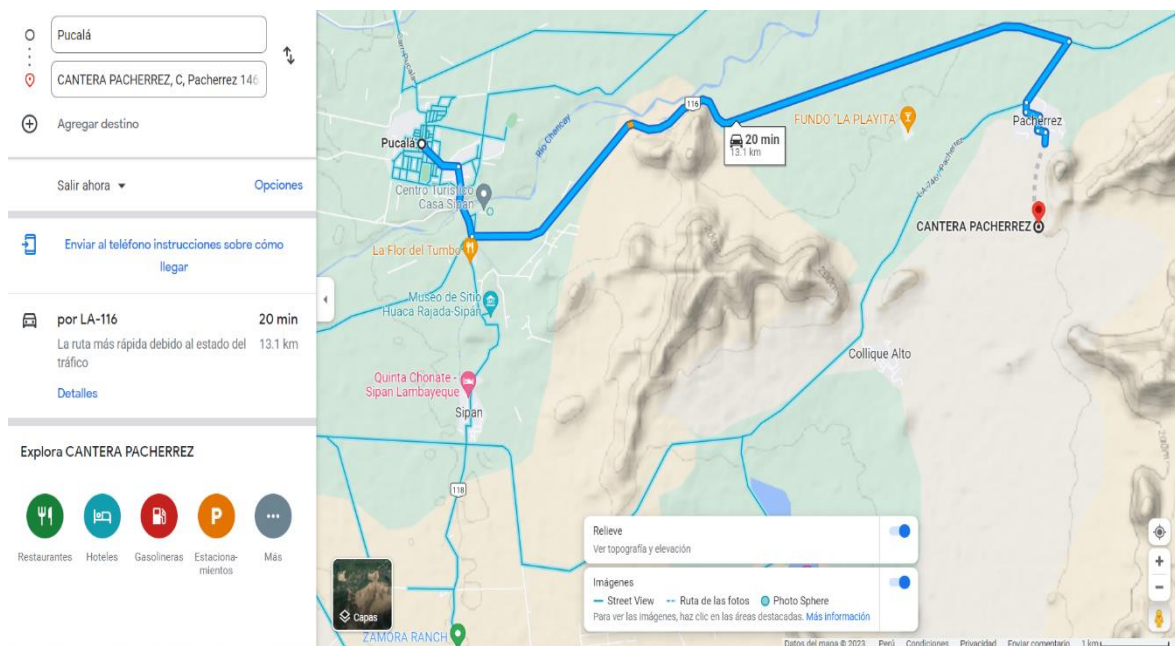 Pucalá
CANTERA PACHERREZ, C, Pacherrez 146
Agregar destino
Salir ahora
Opciones
Enviar al teléfono instrucciones sobre cómo
llegar
por LA-116
20 min
La ruta más rápida debido al estado del
tráfico
13.1 km
Detalles
Explora CANTERA PACHERREZ
Restaurantes
Hoteles
Gasolineras
Estaciona-
mientos
Más
P
Carr. Pucalá
Pucalá
Río Chancay
Centro Turístico
Casa Sipan
La Flor del Tumbo
Museo de Sitio
Huaca Rajada-Sipán
Quinta Chonate -
Sipan Lambayeque
Sipan
118
ZAMORA RANCH
116
20 min
13.1 km
FUNDO "LA PLAYITA"
Pacherrez
CANTERA PACHERREZ
Collique Alto
Relieve
Ver topografía y elevación
Imágenes
Street View
Ruta de las fotos
Photo Sphere
Para ver las imágenes, haz clic en las áreas destacadas. Más información
Capas
Datos del mapa © 2023
Perú
Condiciones
Privacidad
Enviar comentario
1 km